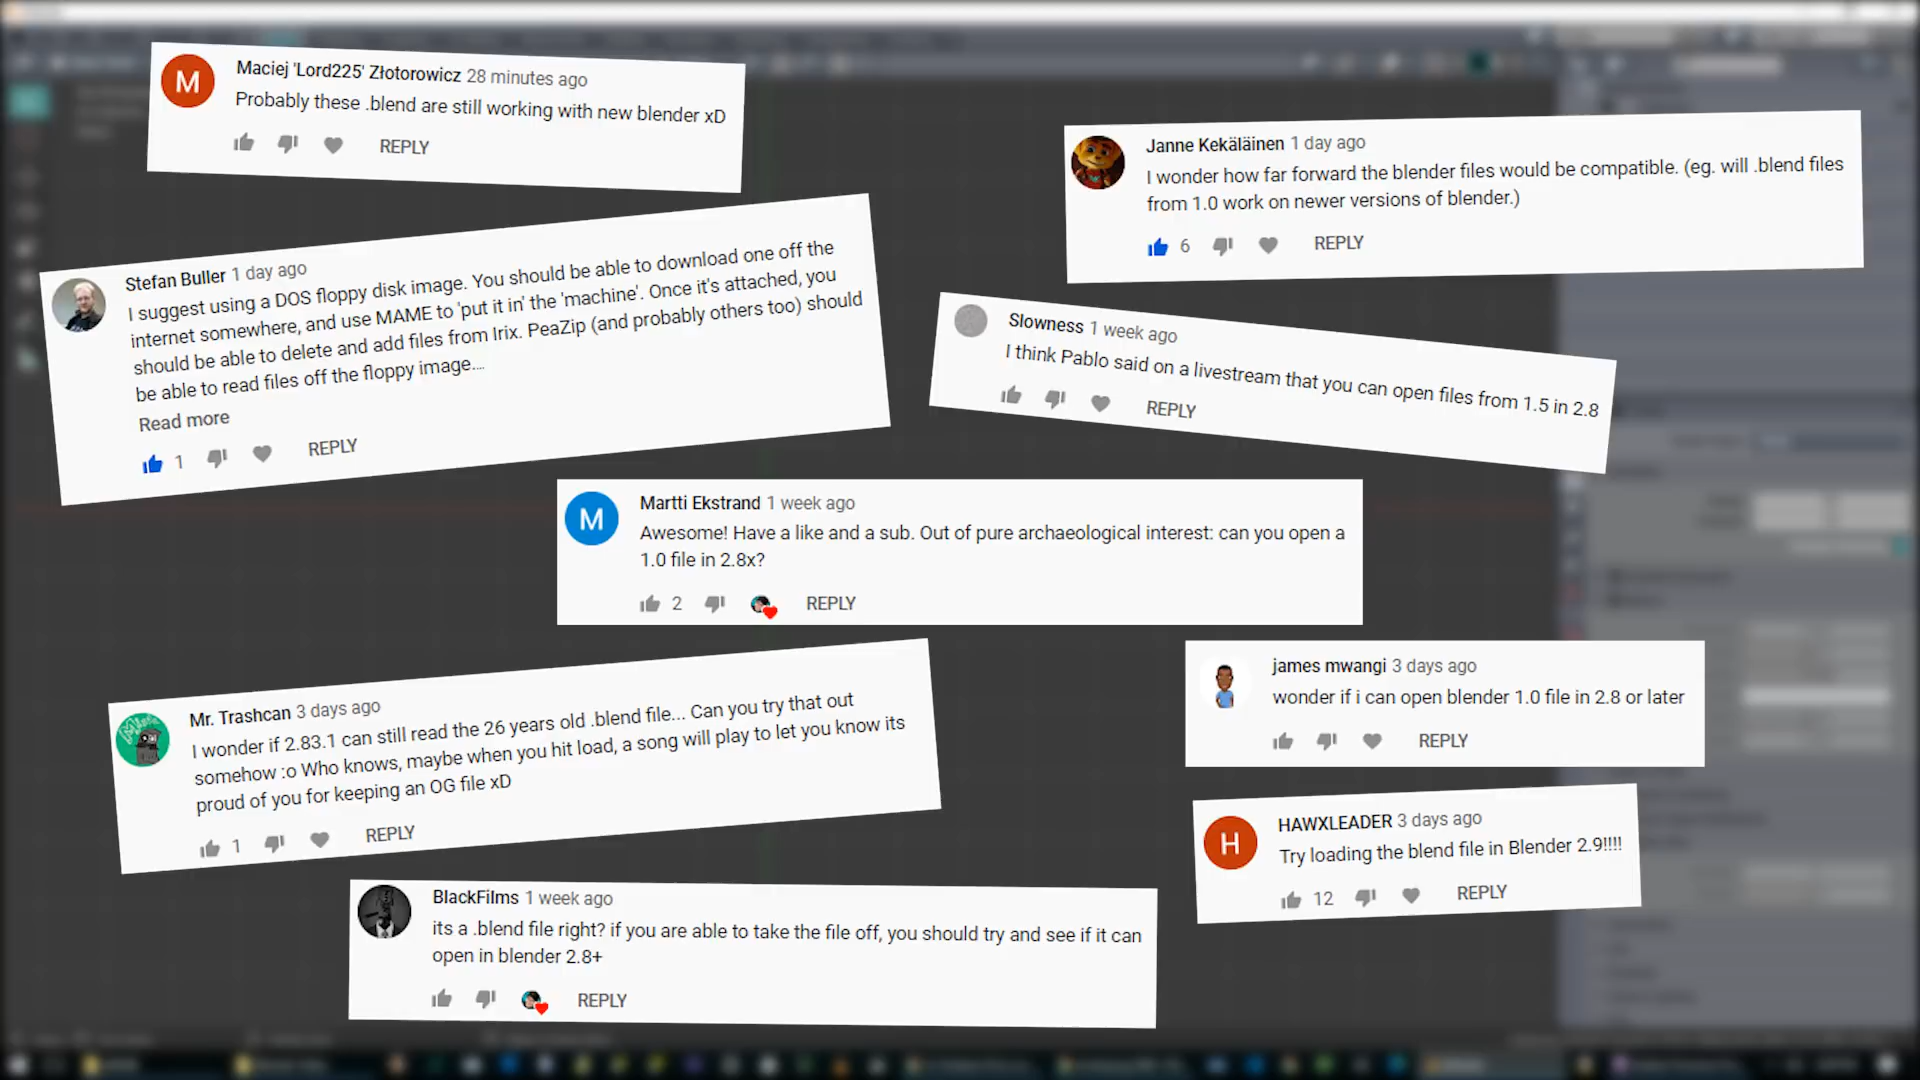 Maciej 'Lord225' Złotorowicz 28 minutes ago
Probably these .blend are still working with new blender xD
REPLY
Janne Kekäläinen 1 day ago
I wonder how far forward the blender files would be compatible. (eg. will .blend files
from 1.0 work on newer versions of blender.)
6 REPLY
Stefan Buller 1 day ago
I suggest using a DOS floppy disk image. You should be able to download one off the
internet somewhere, and use MAME to 'put it in' the 'machine'. Once it's attached, you
should be able to delete and add files from Irix. PeaZip (and probably others too) should
be able to read files off the floppy image....
Read more
1 REPLY
Slowness 1 week ago
I think Pablo said on a livestream that you can open files from 1.5 in 2.8
REPLY
Martti Ekstrand 1 week ago
Awesome! Have a like and a sub. Out of pure archaeological interest: can you open a
1.0 file in 2.8x?
2 REPLY
Mr. Trashcan 3 days ago
I wonder if 2.83.1 can still read the 26 years old .blend file... Can you try that out
somehow :o Who knows, maybe when you hit load, a song will play to let you know its
proud of you for keeping an OG file xD
1 REPLY
james mwangi 3 days ago
wonder if i can open blender 1.0 file in 2.8 or later
REPLY
HAWXLEADER 3 days ago
Try loading the blend file in Blender 2.9!!!!
12 REPLY
BlackFilms 1 week ago
its a .blend file right? if you are able to take the file off, you should try and see if it can
open in blender 2.8+
REPLY
M
M
H